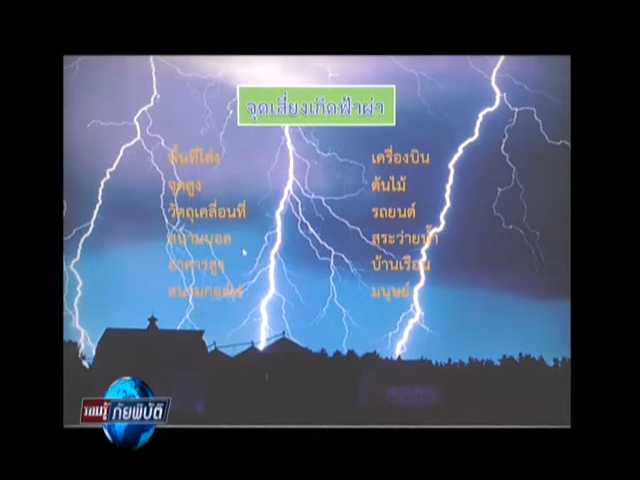 จุดเสี่ยงเกิดฟ้าผ่า
พื้นที่โล่ง
จุดสูง
วัตถุเคลื่อนที่
สนามบอล
อาคารสูง
สนามกอล์ฟ
เครื่องบิน
ต้นไม้
รถยนต์
สระว่ายน้ำ
บ้านเรือน
มนุษย์
รอบรู้ ภัยพิบัติ